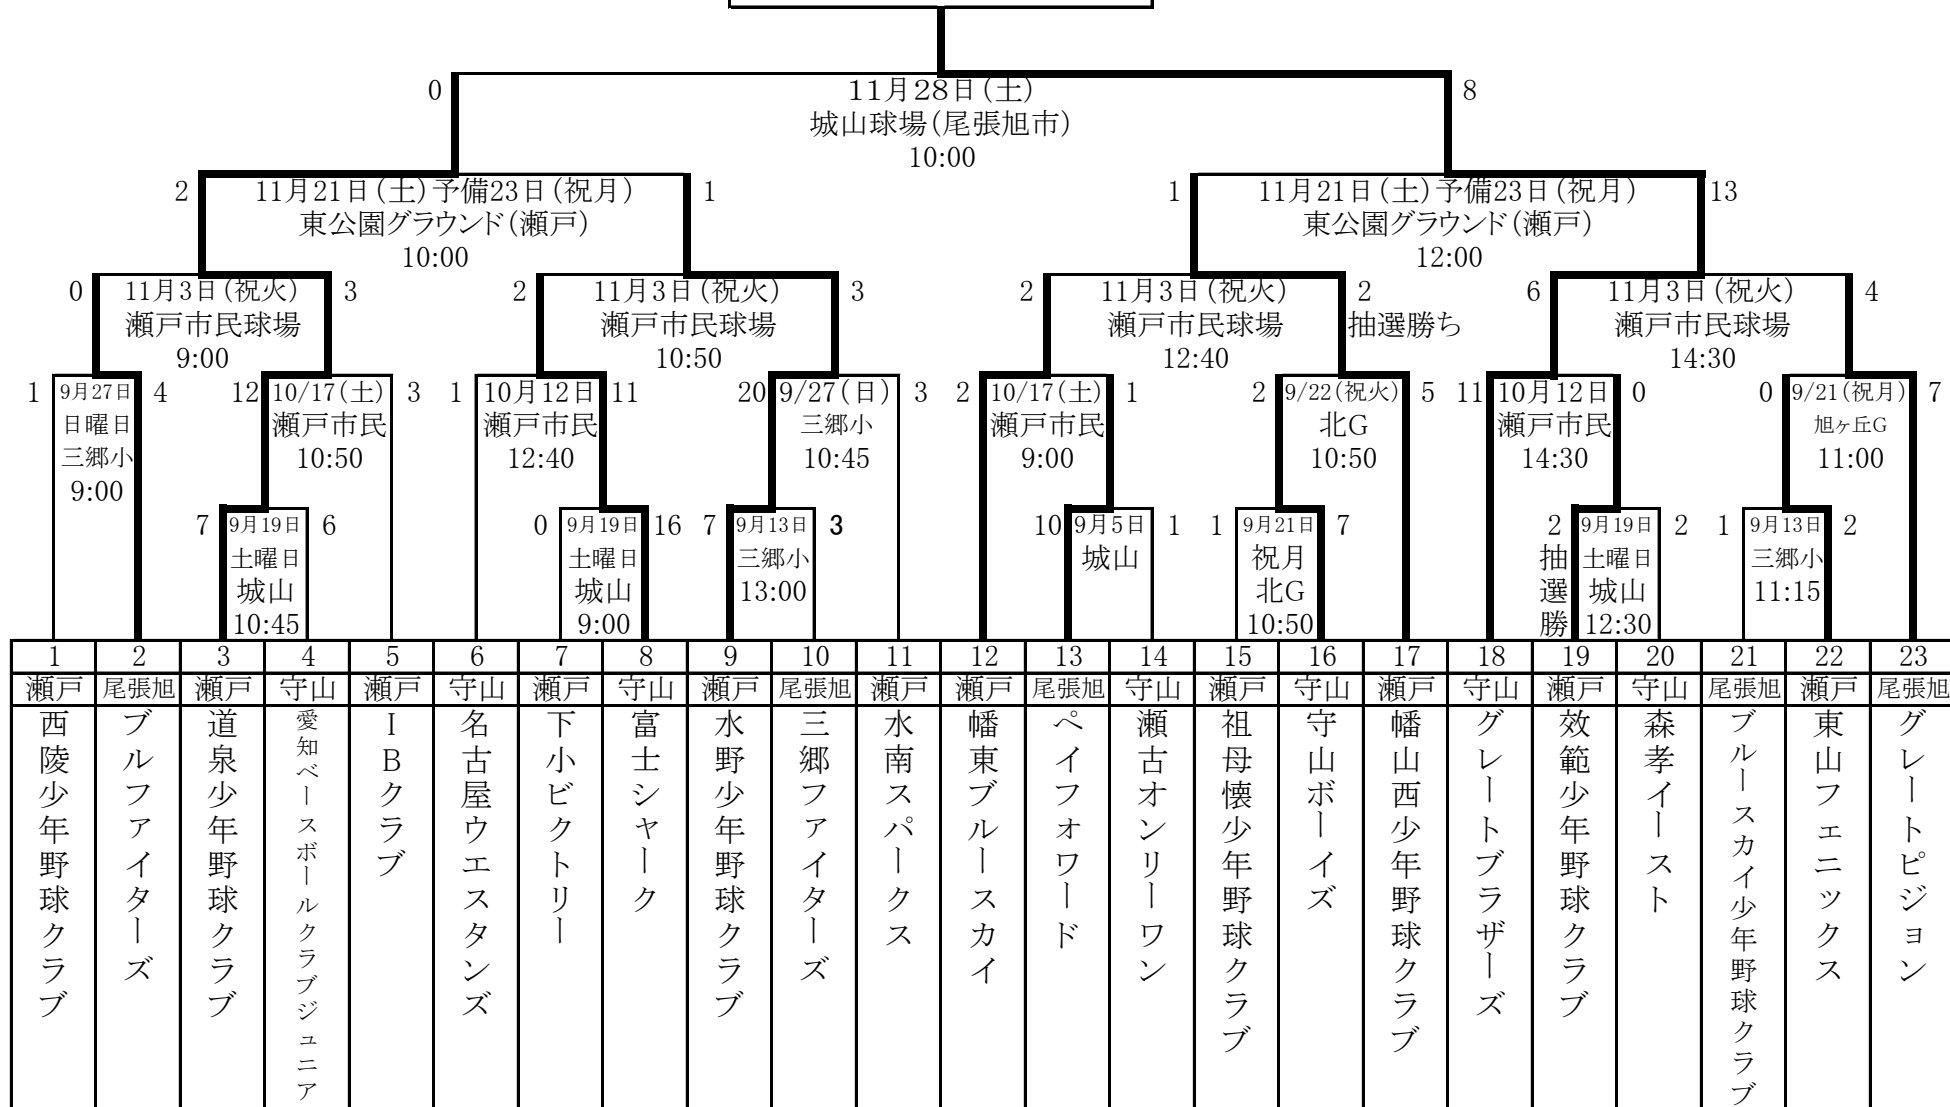 0 11月28日(土) 8
城山球場(尾張旭市)
10:00
2 11月21日(土)予備23日(祝月) 1
東公園グラウンド(瀬戸)
10:00
1 11月21日(土)予備23日(祝月) 13
東公園グラウンド(瀬戸)
12:00
0 11月3日(祝火) 3
瀬戸市民球場
9:00
2 11月3日(祝火) 3
瀬戸市民球場
10:50
2 11月3日(祝火) 2
瀬戸市民球場 抽選勝ち
12:40
6 11月3日(祝火) 4
瀬戸市民球場
14:30
1 9月27日 4
日曜日
三郷小
9:00
12 10/17(土) 3
瀬戸市民
10:50
1 10月12日 11
瀬戸市民
12:40
20 9/27(日) 3
三郷小
10:45
2 10/17(土) 1
瀬戸市民
9:00
2 9/22(祝火) 5
北G
10:50
11 10月12日 0
瀬戸市民
14:30
0 9/21(祝月) 7
旭ヶ丘G
11:00
7 9月19日 6
土曜日
城山
10:45
0 9月19日 16
土曜日
城山
9:00
7 9月13日 3
三郷小
13:00
10 9月5日 1
城山
1 9月21日 7
祝月
北G
10:50
2 9月19日 2
抽選勝
土曜日
城山
12:30
1 9月13日 2
三郷小
11:15
1 2 3 4 5 6 7 8 9 10 11 12 13 14 15 16 17 18 19 20 21 22 23
瀬戸 尾張旭 瀬戸 守山 瀬戸 守山 瀬戸 守山 瀬戸 尾張旭 瀬戸 瀬戸 尾張旭 守山 瀬戸 守山 瀬戸 守山 瀬戸 守山 尾張旭 瀬戸 尾張旭
西陵少年野球クラブ
ブルファイターズ
道泉少年野球クラブ
愛知ベースボールクラブジュニア
IBクラブ
名古屋ウエスタンズ
下小ビクトリー
富士シャーク
水野少年野球クラブ
三郷ファイターズ
水南スパークス
幡東ブルースカイ
ペイフォワード
瀬古オンリーワン
祖母懐少年野球クラブ
守山ボーイズ
幡山西少年野球クラブ
グレートブラザーズ
效範少年野球クラブ
森孝イースト
ブルースカイ少年野球クラブ
東山フェニックス
グレートピジョン